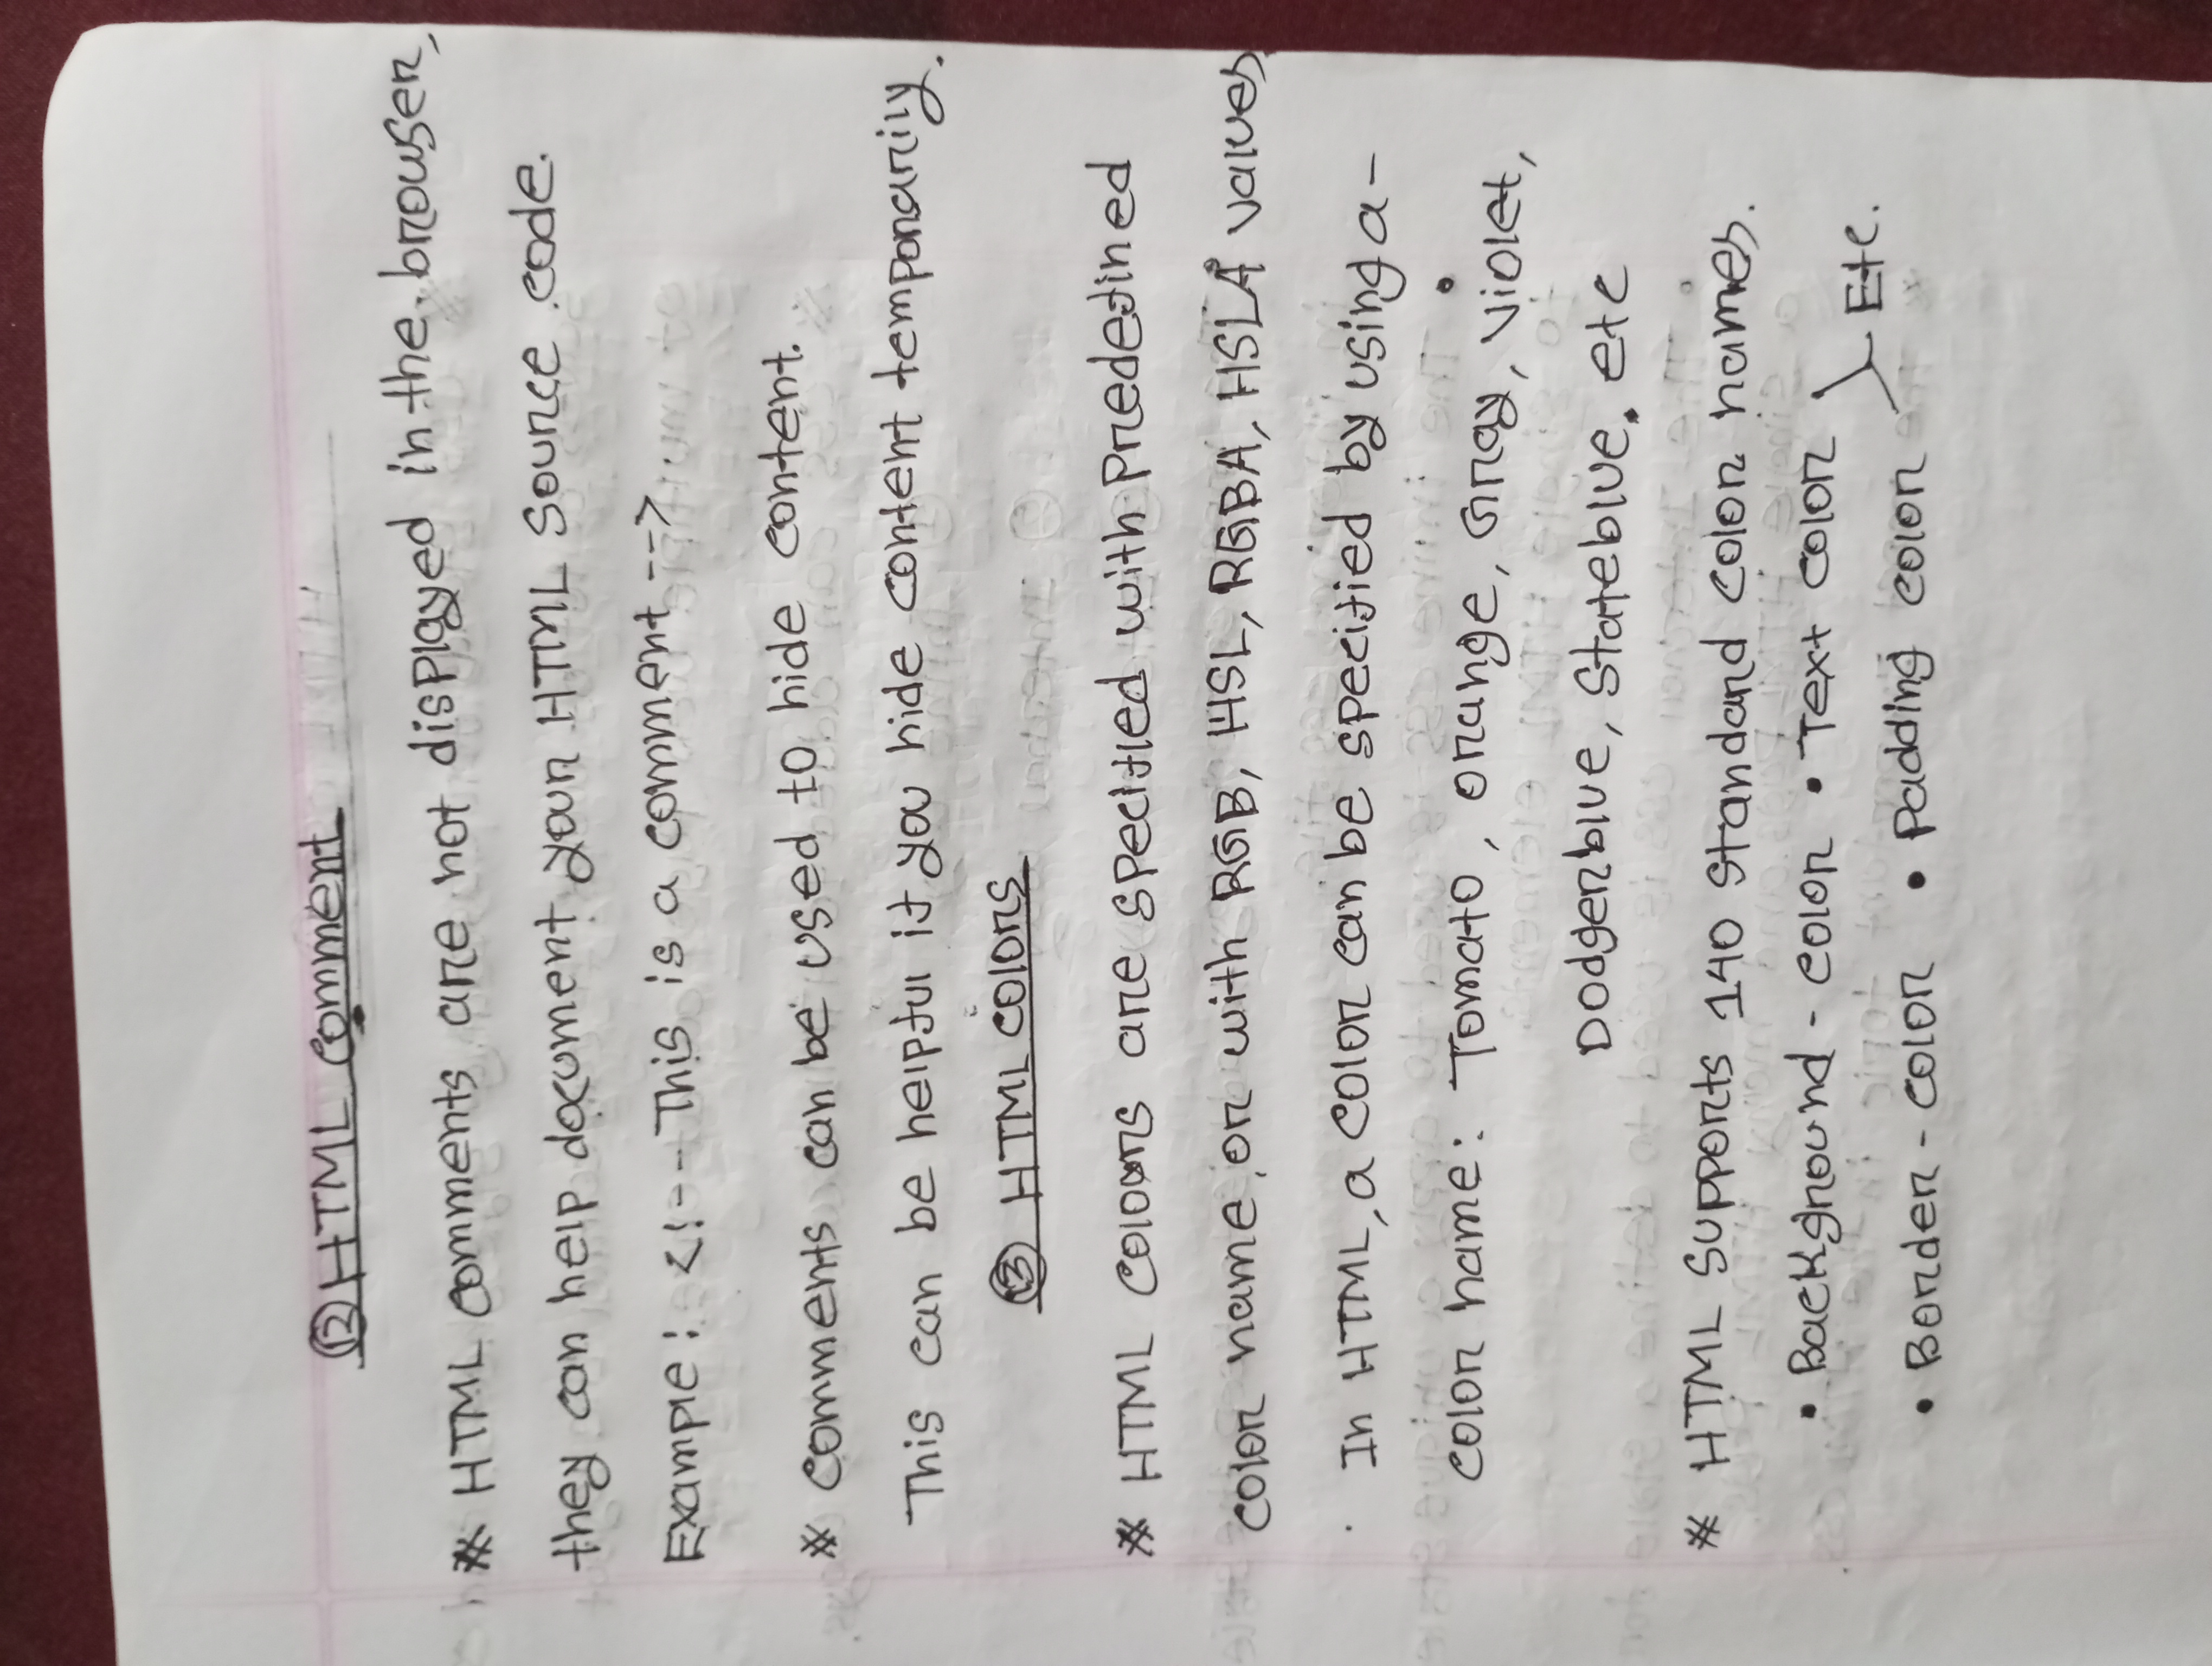 ⑫ HTML comment
* HTML comments are not displayed in the browser,
they can help document your HTML source code.
Example: <!-- This is a comment -->.
* comments can be used to hide content.
This can be helpful if you hide content temporarily.
⑬ HTML colors
* HTML colours are specified with predefined
color name, or with RGB, HSL, RGBA, HSLA values.
In HTML, a color can be specified by using a-
color name: Tomato, orange, Gray, violet,
Dodgerblue, Stateblue. etc
* HTML supports 140 standard color names.
• Background - color • Text color
Etc.
• Border - color • Padding color